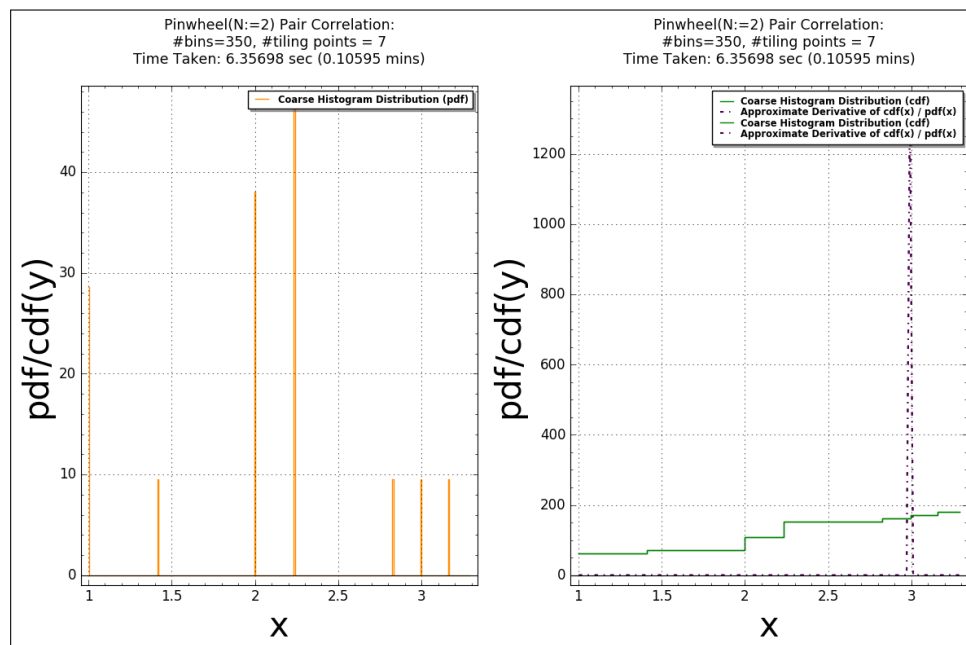 Pinwheel(N:=2) Pair Correlation:
#bins=350, #tiling points = 7
Time Taken: 6.35698 sec (0.10595 mins)
Coarse Histogram Distribution (pdf)
40
30
20
10
0
1
1.5
2
2.5
3
pdf/cdf(y)
x
Pinwheel(N:=2) Pair Correlation:
#bins=350, #tiling points = 7
Time Taken: 6.35698 sec (0.10595 mins)
Coarse Histogram Distribution (cdf)
Approximate Derivative of cdf(x) / pdf(x)
Coarse Histogram Distribution (cdf)
Approximate Derivative of cdf(x) / pdf(x)
1200
1000
800
600
400
200
0
1
1.5
2
2.5
3
pdf/cdf(y)
x